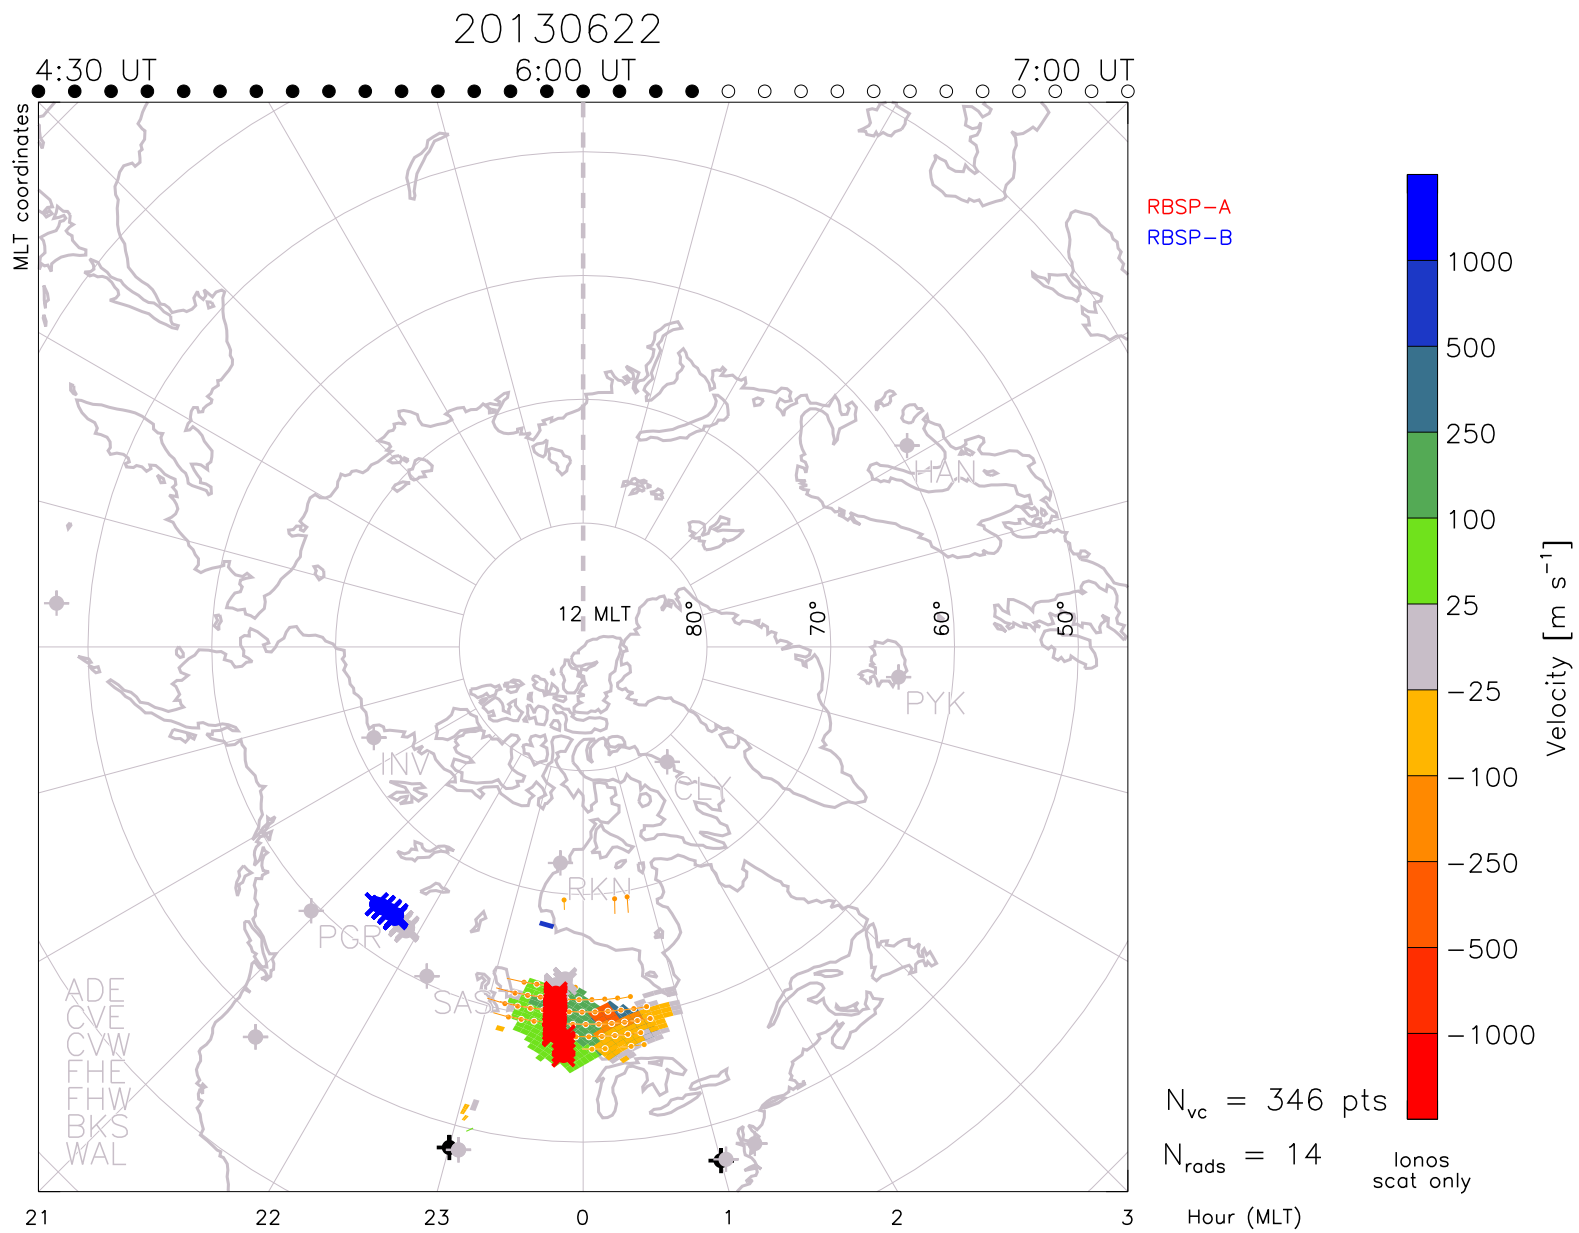 20130622
4:30 UT 6:00 UT 7:00 UT
MLT coordinates
RBSP-A
RBSP-B
1000
500
250
100
25
-25
-100
-250
-500
-1000
Velocity [m s⁻¹]
HAN
12 MLT 80° 70° 60° 50°
PYK
INV
CLY
RKN
PGR
SAS
ADE
CVE
CVW
FHE
FHW
BKS
WAL
Nvc = 346 pts
Nrads = 14
Ionos
scat only
21 22 23 0 1 2 3 Hour (MLT)